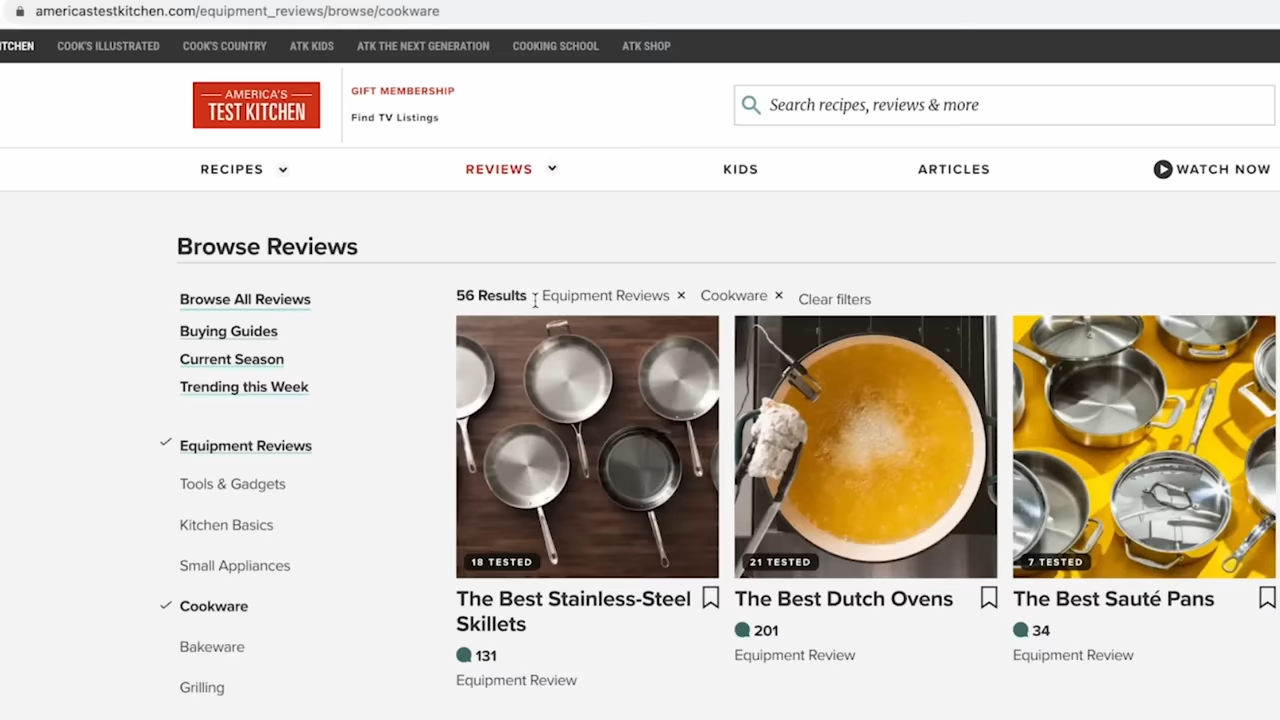 americastestkitchen.com/equipment_reviews/browse/cookware
ITCHEN COOK'S ILLUSTRATED COOK'S COUNTRY ATK KIDS ATK THE NEXT GENERATION COOKING SCHOOL ATK SHOP
AMERICA'S
TEST KITCHEN
GIFT MEMBERSHIP
Find TV Listings
Search recipes, reviews & more
RECIPES REVIEWS KIDS ARTICLES WATCH NOW
Browse Reviews
Browse All Reviews
Buying Guides
Current Season
Trending this Week
Equipment Reviews
Tools & Gadgets
Kitchen Basics
Small Appliances
Cookware
Bakeware
Grilling
56 Results Equipment Reviews × Cookware × Clear filters
18 TESTED
The Best Stainless-Steel
Skillets
131
Equipment Review
21 TESTED
The Best Dutch Ovens
201
Equipment Review
7 TESTED
The Best Sauté Pans
34
Equipment Review